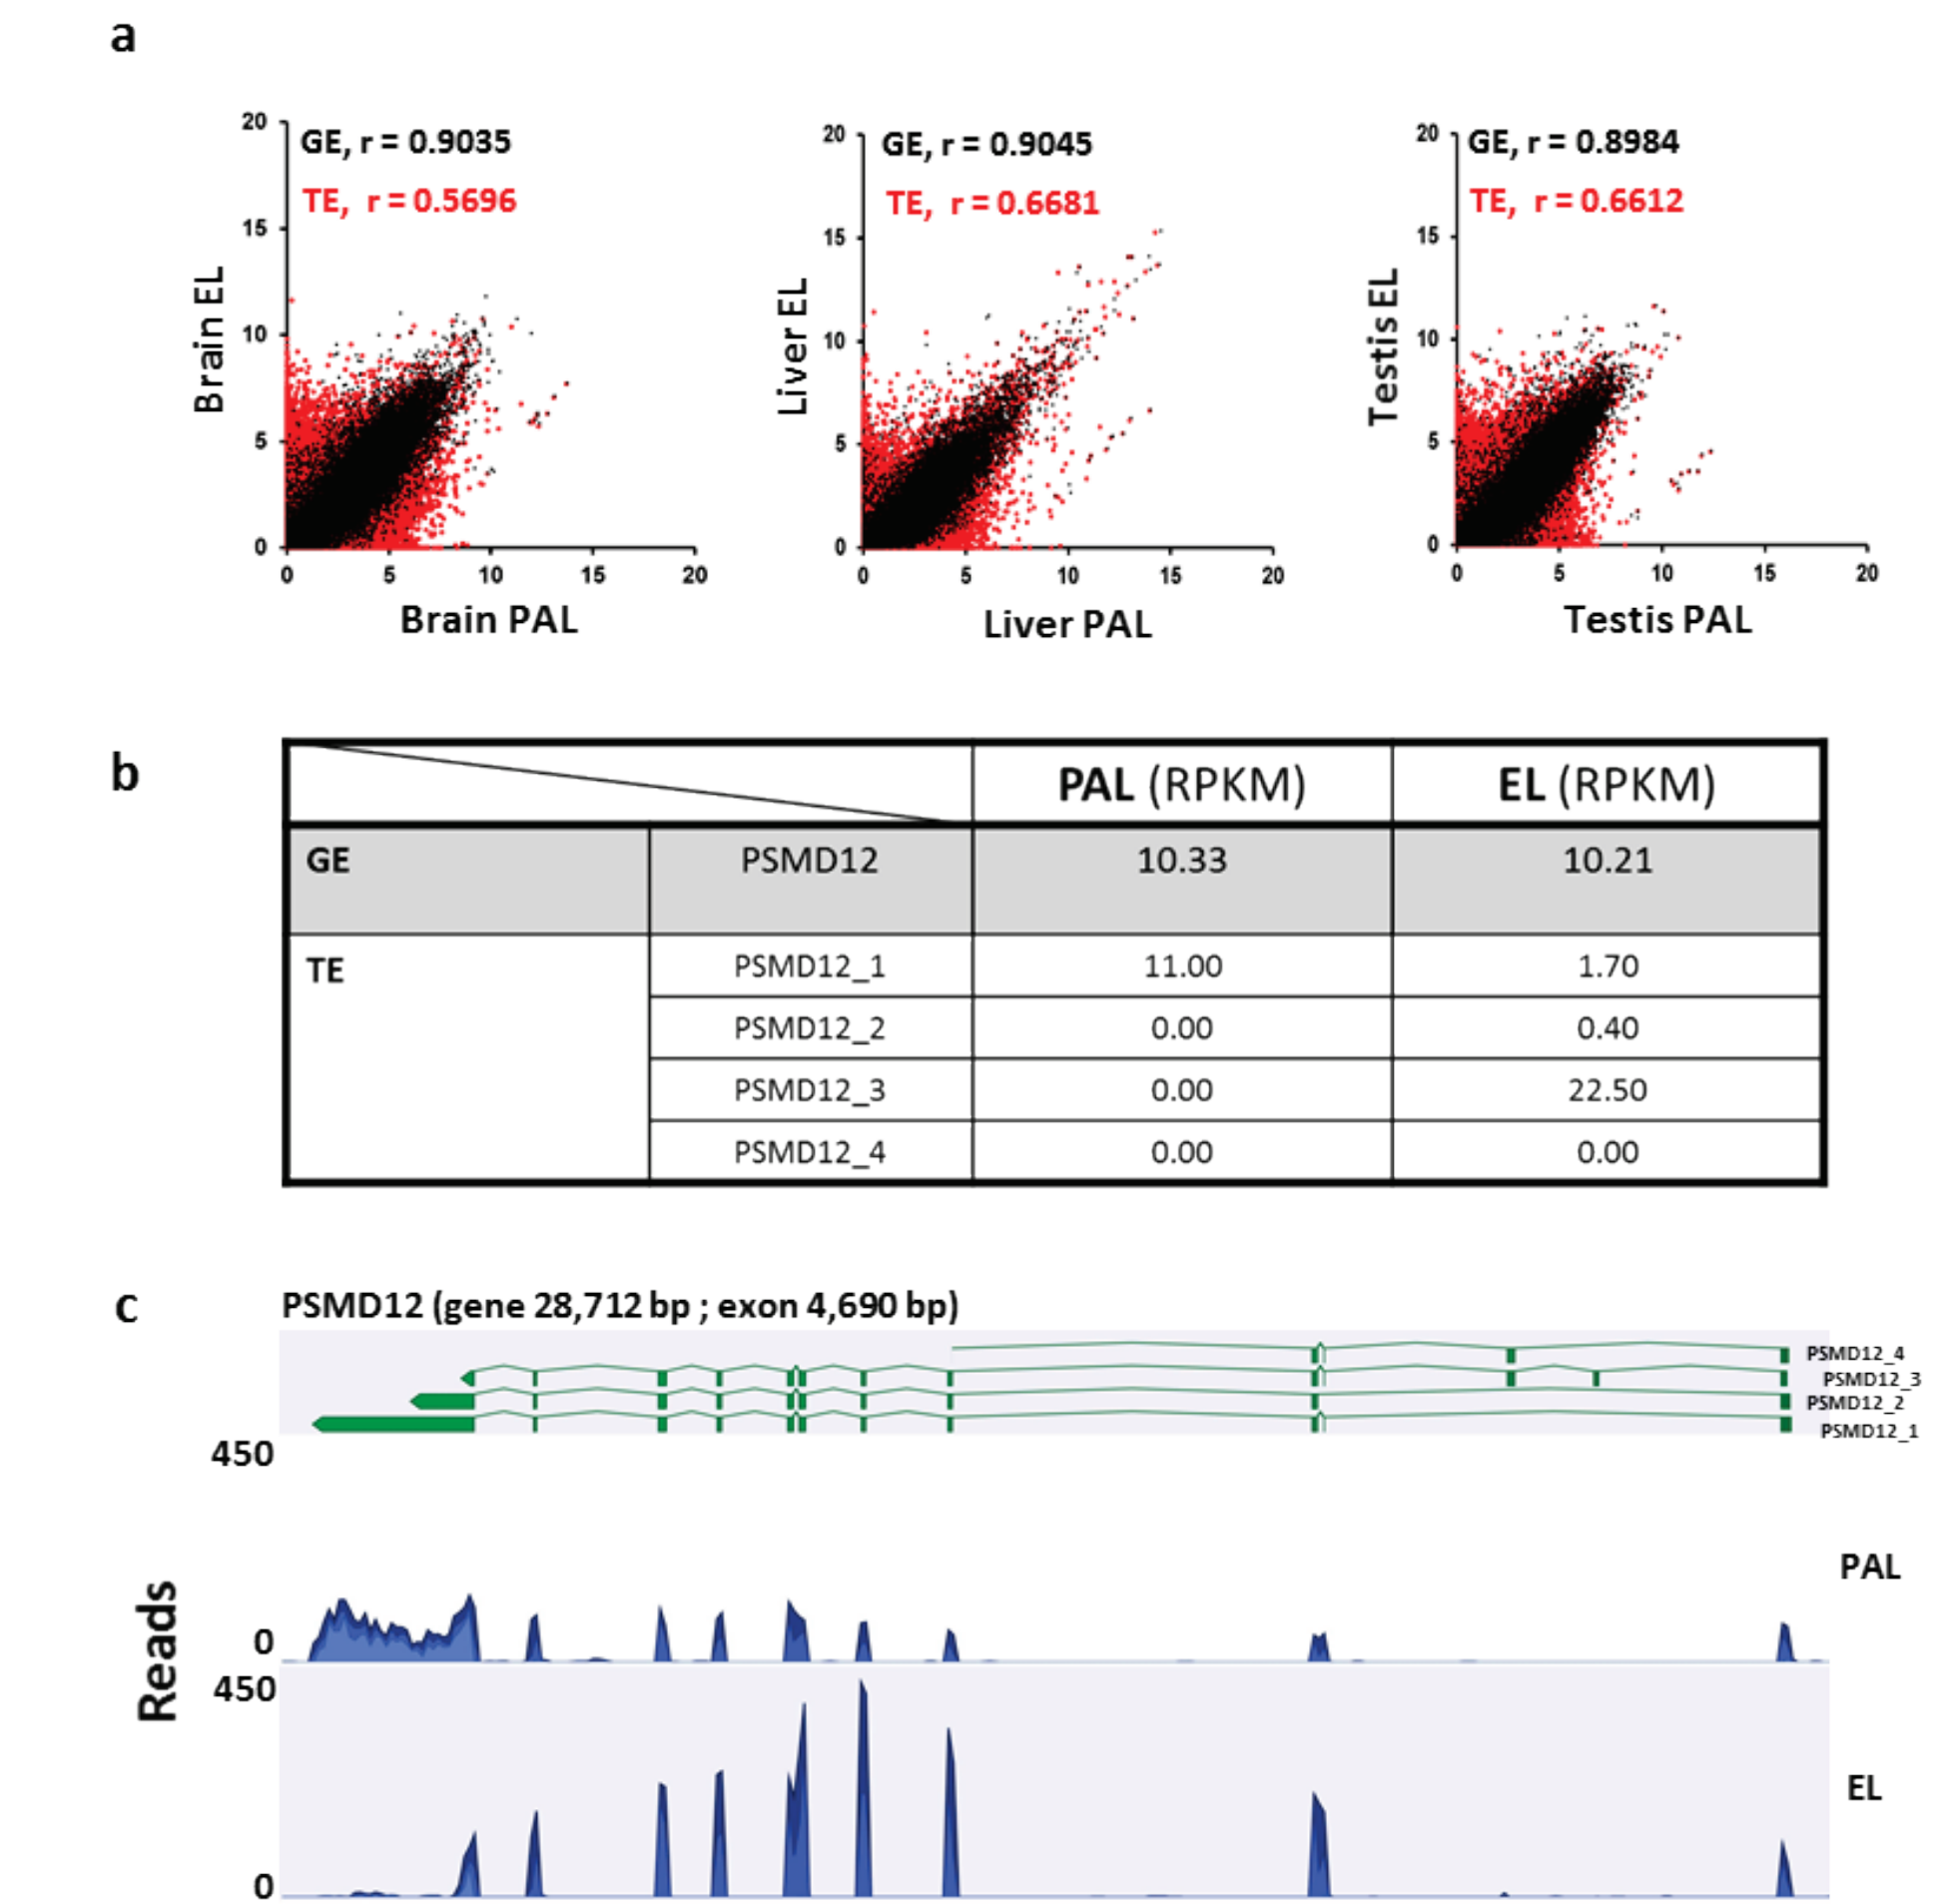 a
20
GE, r = 0.9035
TE, r = 0.5696
15
10
5
0
0 5 10 15 20
Brain EL
Brain PAL
20
GE, r = 0.9045
TE, r = 0.6681
15
10
5
0
0 5 10 15 20
Liver EL
Liver PAL
20
GE, r = 0.8984
TE, r = 0.6612
15
10
5
0
0 5 10 15 20
Testis EL
Testis PAL
b
PAL (RPKM) EL (RPKM)
GE PSMD12 10.33 10.21
TE PSMD12_1 11.00 1.70
PSMD12_2 0.00 0.40
PSMD12_3 0.00 22.50
PSMD12_4 0.00 0.00
c
PSMD12 (gene 28,712 bp ; exon 4,690 bp)
PSMD12_4
PSMD12_3
PSMD12_2
PSMD12_1
450
PAL
Reads
0
450
EL
0